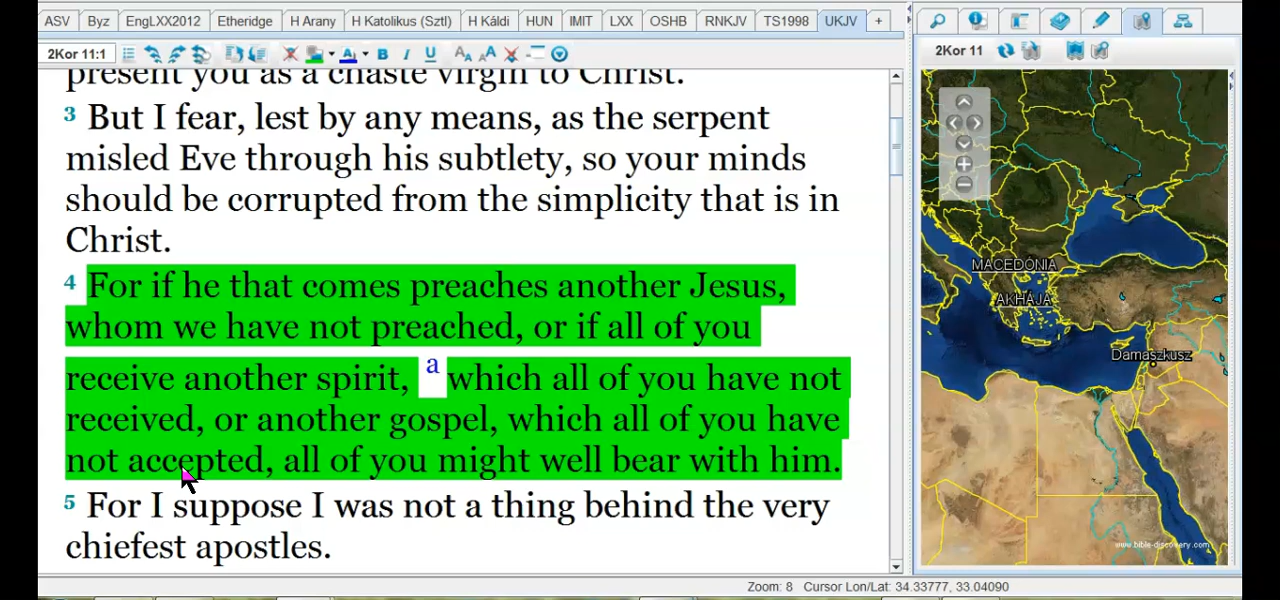 ASV Byz EngLXX2012 Etheridge H Arany H Katolikus (Sztl) H Káldi HUN IMIT LXX OSHB RNKJV TS1998 UKJV +
2Kor 11:1 A B I U A A
present you as a chaste virgin to Christ.
3 But I fear, lest by any means, as the serpent
misled Eve through his subtlety, so your minds
should be corrupted from the simplicity that is in
Christ.
4 For if he that comes preaches another Jesus,
whom we have not preached, or if all of you
receive another spirit, a which all of you have not
received, or another gospel, which all of you have
not accepted, all of you might well bear with him.
5 For I suppose I was not a thing behind the very
chiefest apostles.
2Kor 11
MACEDÓNIA
AKHÁJA
Damaszkusz
www.bible-discovery.com
Zoom: 8 Cursor Lon/Lat: 34.33777, 33.04090